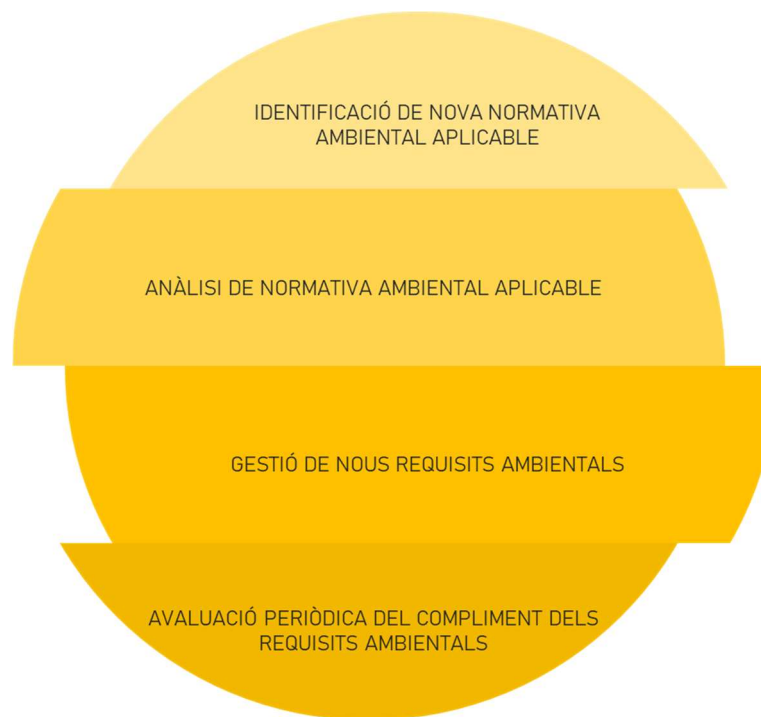 IDENTIFICACIÓ DE NOVA NORMATIVA
AMBIENTAL APLICABLE
ANÀLISI DE NORMATIVA AMBIENTAL APLICABLE
GESTIÓ DE NOUS REQUISITS AMBIENTALS
AVALUACIÓ PERIÒDICA DEL COMPLIMENT DELS
REQUISITS AMBIENTALS